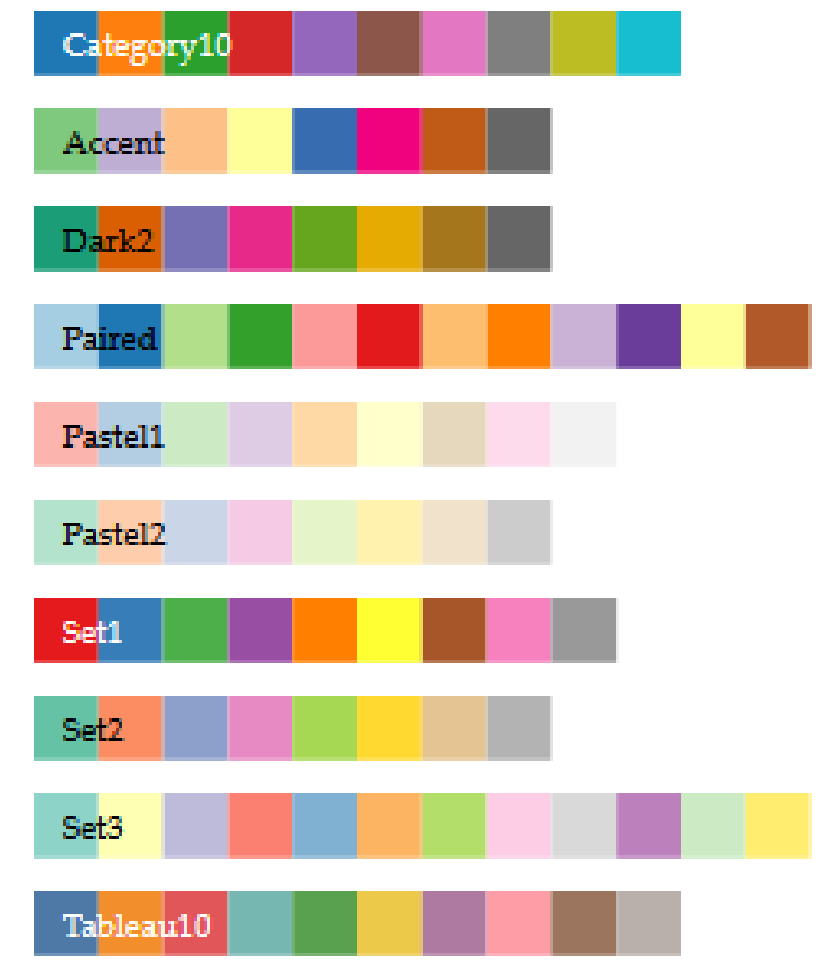 Category10
Accent
Dark2
Paired
Pastel1
Pastel2
Set1
Set2
Set3
Tableau10